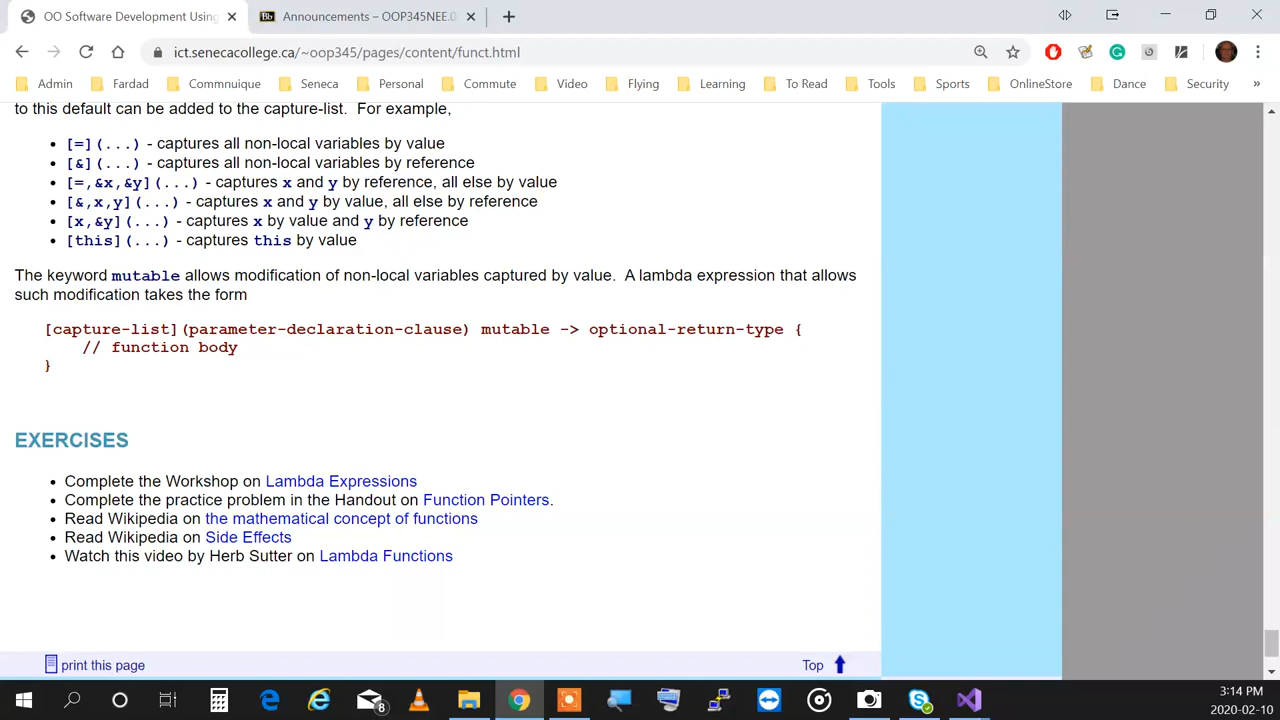 OO Software Development Using
Announcements – OOP345NEE.0
ict.senecacollege.ca/~oop345/pages/content/funct.html
Admin
Fardad
Commnuique
Seneca
Personal
Commute
Video
Flying
Learning
To Read
Tools
Sports
OnlineStore
Dance
Security
»
to this default can be added to the capture-list. For example,
• [=](...) - captures all non-local variables by value
• [&](...) - captures all non-local variables by reference
• [=,&x,&y](...) - captures x and y by reference, all else by value
• [&,x,y](...) - captures x and y by value, all else by reference
• [x,&y](...) - captures x by value and y by reference
• [this](...) - captures this by value
The keyword mutable allows modification of non-local variables captured by value. A lambda expression that allows
such modification takes the form
[capture-list](parameter-declaration-clause) mutable -> optional-return-type {
// function body
}
EXERCISES
• Complete the Workshop on Lambda Expressions
• Complete the practice problem in the Handout on Function Pointers.
• Read Wikipedia on the mathematical concept of functions
• Read Wikipedia on Side Effects
• Watch this video by Herb Sutter on Lambda Functions
print this page
Top
8
3:14 PM
2020-02-10